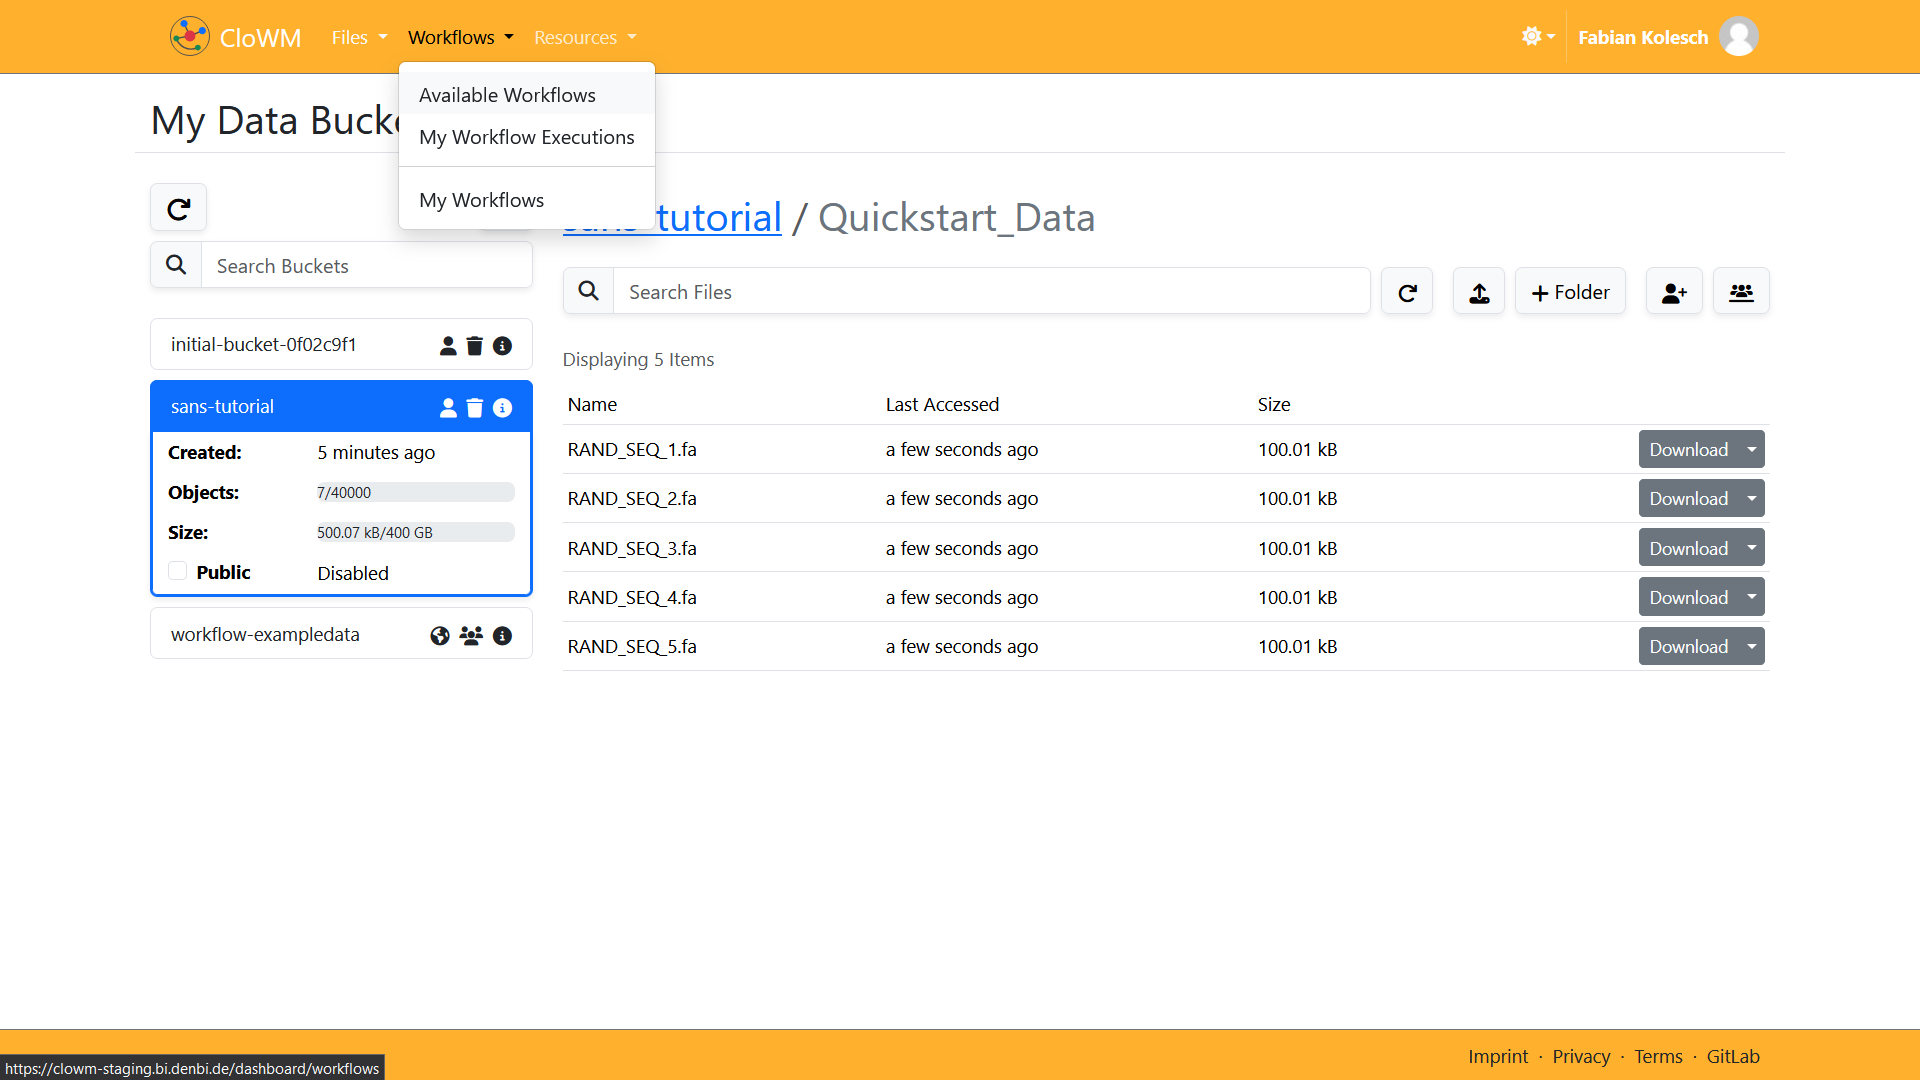 CloWM Files Workflows Resources Fabian Kolesch
Available Workflows
My Workflow Executions
My Workflows
My Data Bucke
sans-tutorial / Quickstart_Data
Search Buckets
Search Files
+ Folder
initial-bucket-0f02c9f1
sans-tutorial
Created: 5 minutes ago
Objects: 7/40000
Size: 500.07 kB/400 GB
Public Disabled
workflow-exampledata
Displaying 5 Items
Name Last Accessed Size
RAND_SEQ_1.fa a few seconds ago 100.01 kB Download
RAND_SEQ_2.fa a few seconds ago 100.01 kB Download
RAND_SEQ_3.fa a few seconds ago 100.01 kB Download
RAND_SEQ_4.fa a few seconds ago 100.01 kB Download
RAND_SEQ_5.fa a few seconds ago 100.01 kB Download
Imprint · Privacy · Terms · GitLab
https://clowm-staging.bi.denbi.de/dashboard/workflows